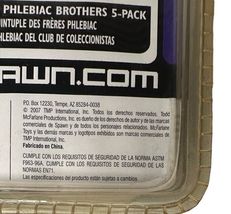 PHLEBIAC BROTHERS 5-PACK
INTUPLE DES FRÈRES PHLEBIAC
HLEBIAC DEL CLUB DE COLECCIONISTAS
AWN.COM
P.O. Box 12230, Tempe, AZ 85284-0038
© 2007 TMP International, Inc. Todos los derechos reservados. Todd
McFarlane Productions, Inc. es dueño de los derechos de autor y de las marcas
comerciales de Spawn y de todos los personajes relacionados. McFarlane
Toys y las demás marcas y logotipos exhibidos son marcas comerciales de
TMP International, Inc.
Fabricado en China.
CUMPLE CON LOS REQUISITOS DE SEGURIDAD DE LA NORMA ASTM
F963-96A. CUMPLE CON LOS REQUISITOS DE SEGURIDAD DE LAS
NORMAS EN71.
Las especificaciones del producto están sujetas a cambios.